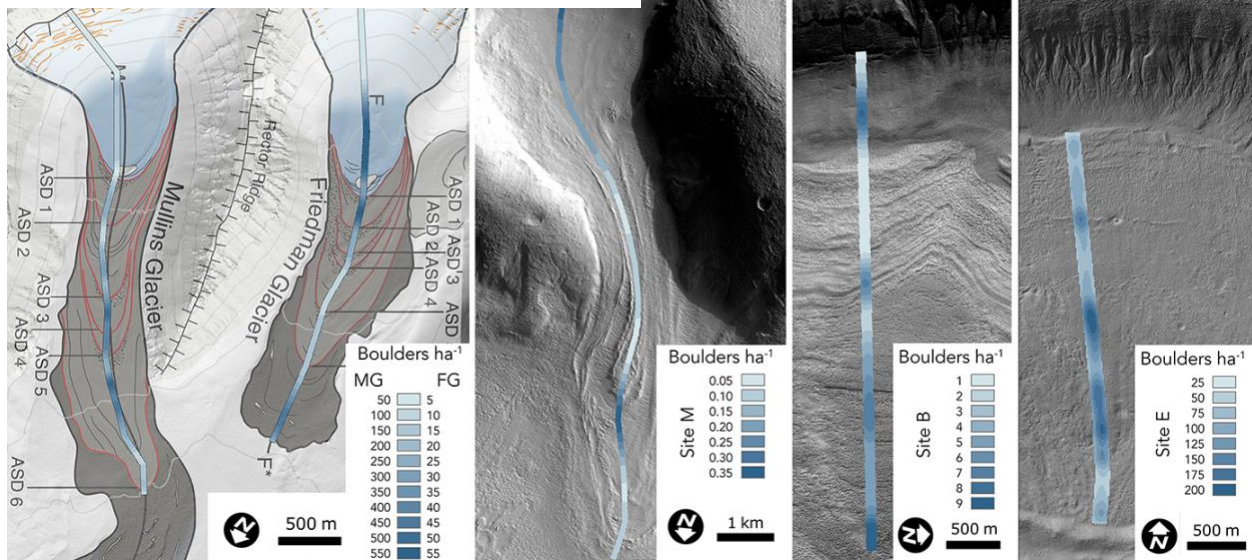 F
Rector Ridge
ASD 1
ASD 2
ASD 3
ASD 4
ASD 5
ASD 6
Mullins Glacier
Friedman Glacier
ASD 1
ASD 2
ASD 3
ASD 4
ASD
F*
Boulders ha⁻¹
MG FG
50 5
100 10
150 15
200 20
250 25
300 30
350 35
400 40
450 45
500 50
550 55
N
500 m
Boulders ha⁻¹
Site M
0.05
0.10
0.15
0.20
0.25
0.30
0.35
N
1 km
Boulders ha⁻¹
Site B
1
2
3
4
5
6
7
8
9
N
500 m
Boulders ha⁻¹
Site E
25
50
75
100
125
150
175
200
N
500 m